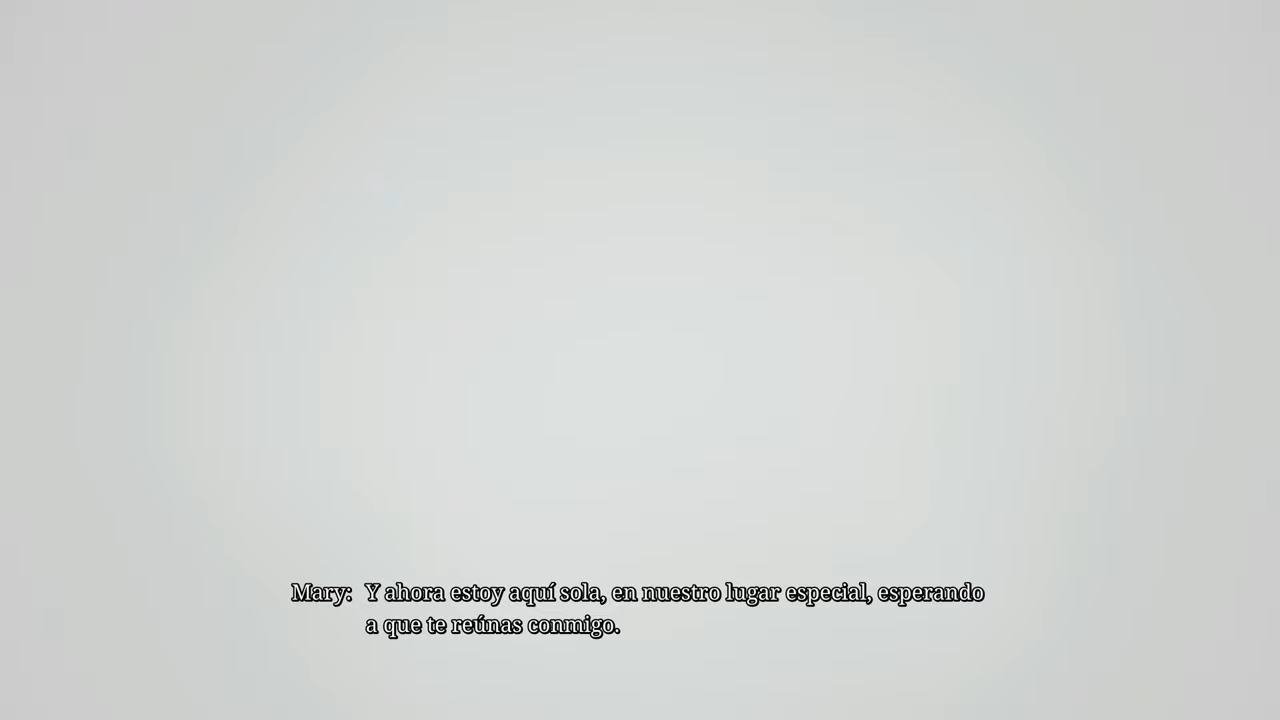 Mary: Y ahora estoy aquí sola, en nuestro lugar especial, esperando
a que te reúnas conmigo.